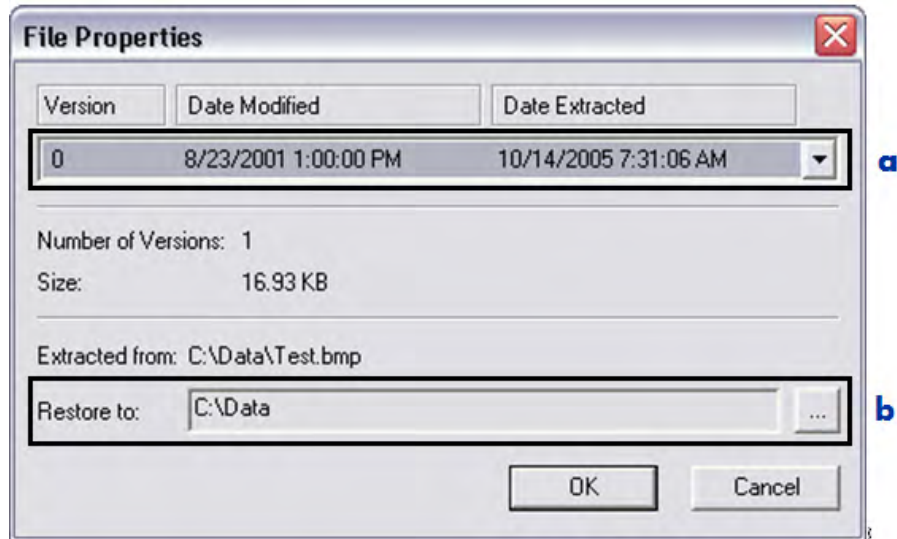 File Properties
Version Date Modified Date Extracted
0 8/23/2001 1:00:00 PM 10/14/2005 7:31:06 AM
a
Number of Versions: 1
Size: 16.93 KB
Extracted from: C:\Data\Test.bmp
Restore to: C:\Data ...
b
OK Cancel